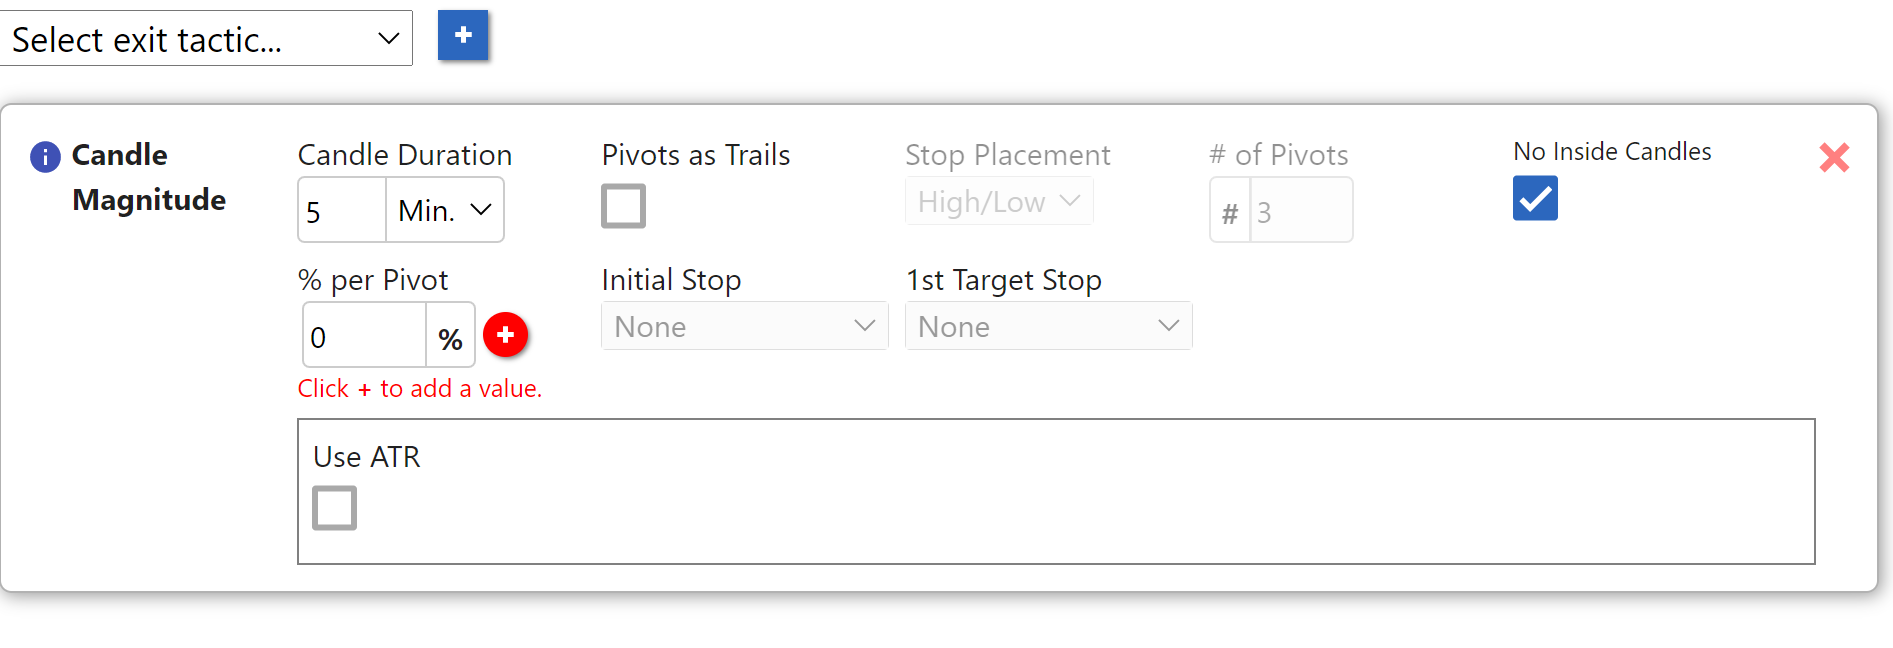 Select exit tactic...
+
i Candle Magnitude
Candle Duration
5 Min.
Pivots as Trails
Stop Placement
High/Low
# of Pivots
# 3
No Inside Candles
% per Pivot
0 % +
Click + to add a value.
Initial Stop
None
1st Target Stop
None
Use ATR